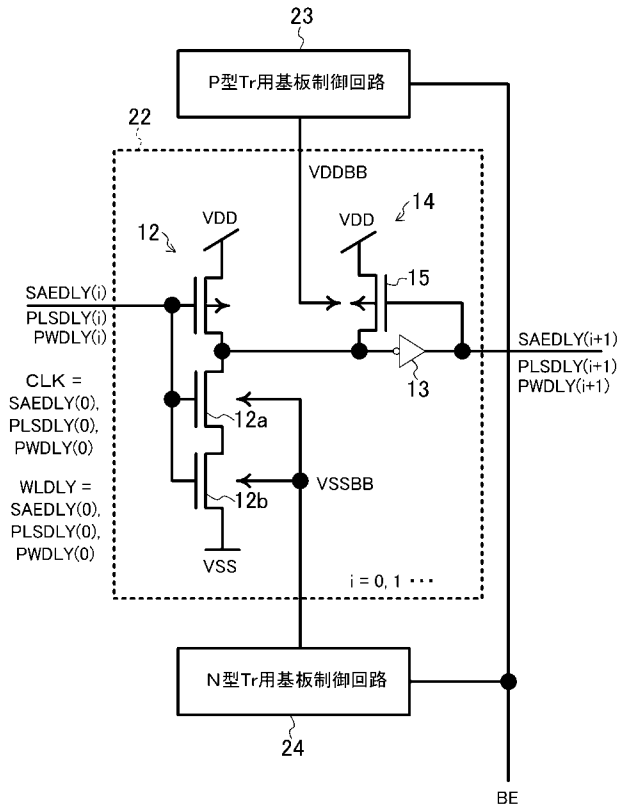 23
P型Tr用基板制御回路
22
VDDBB
VDD
12
VDD
14
15
SAEDLY(i)
PLSDLY(i)
PWDLY(i)
13
SAEDLY(i+1)
PLSDLY(i+1)
PWDLY(i+1)
CLK =
SAEDLY(0),
PLSDLY(0),
PWDLY(0)
12a
WLDLY =
SAEDLY(0),
PLSDLY(0),
PWDLY(0)
12b
VSSBB
VSS
i = 0, 1 ･･･
N型Tr用基板制御回路
24
BE